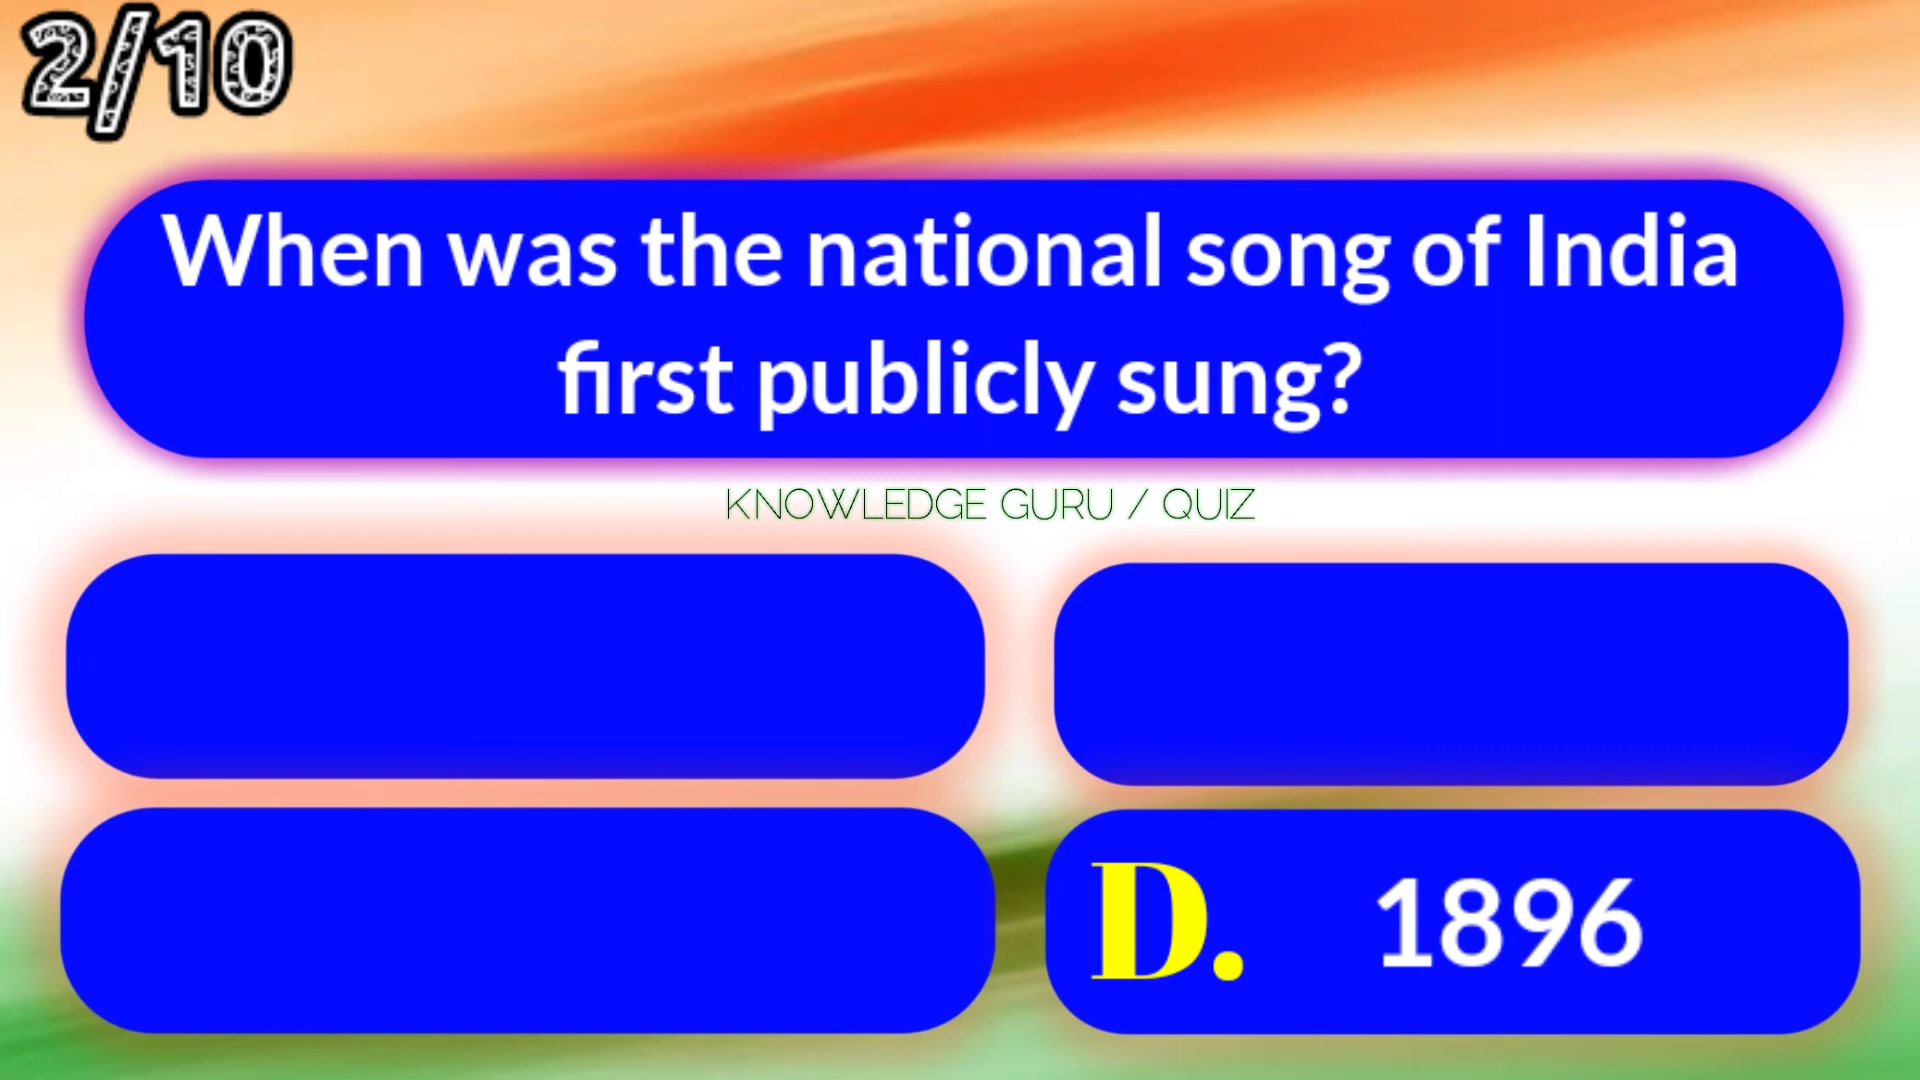 2/10
When was the national song of India
first publicly sung?
KNOWLEDGE GURU / QUIZ
D. 1896